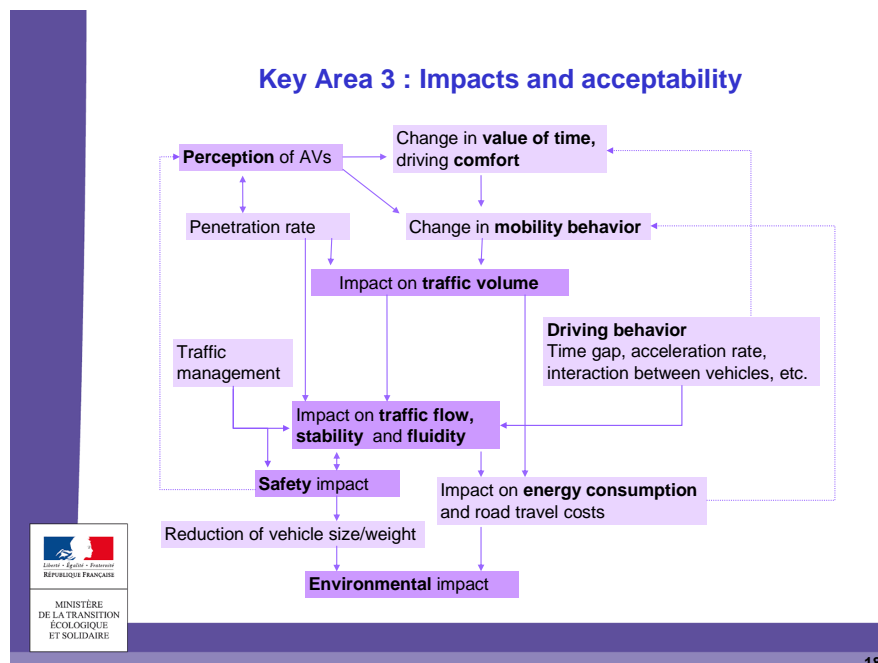 Key Area 3 : Impacts and acceptability
Change in value of time,
driving comfort
Perception of AVs
Penetration rate
Change in mobility behavior
Impact on traffic volume
Driving behavior
Time gap, acceleration rate,
interaction between vehicles, etc.
Traffic
management
Impact on traffic flow,
stability and fluidity
Safety impact
Impact on energy consumption
and road travel costs
Reduction of vehicle size/weight
Environmental impact
Liberté • Égalité • Fraternité
RÉPUBLIQUE FRANÇAISE
MINISTÈRE
DE LA TRANSITION
ÉCOLOGIQUE
ET SOLIDAIRE